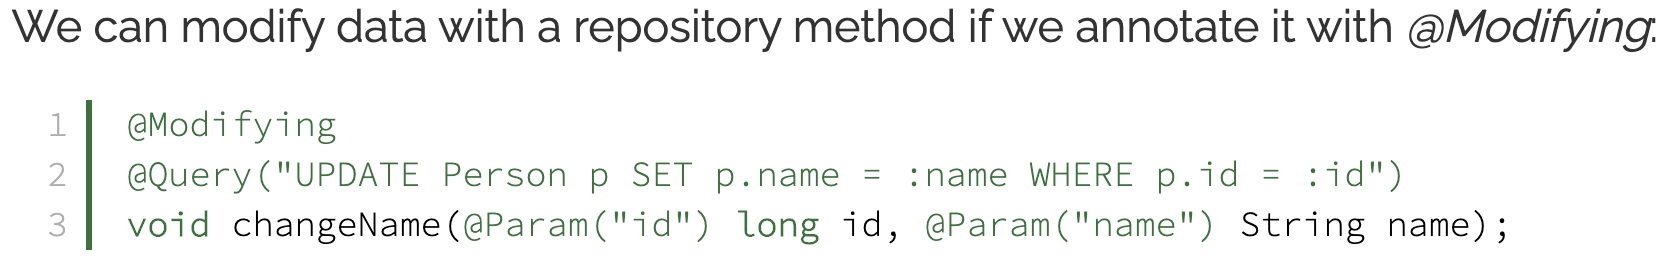 We can modify data with a repository method if we annotate it with @Modifying:
1 @Modifying
2 @Query("UPDATE Person p SET p.name = :name WHERE p.id = :id")
3 void changeName(@Param("id") long id, @Param("name") String name);